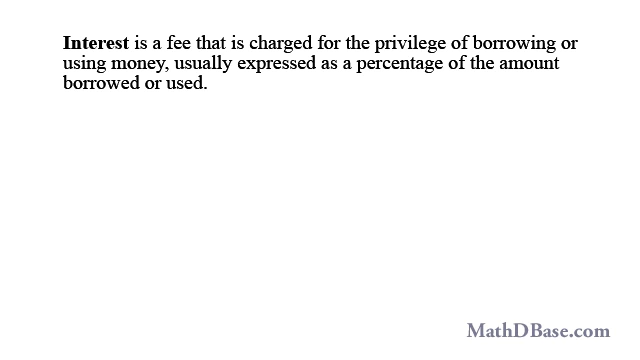 Interest is a fee that is charged for the privilege of borrowing or
using money, usually expressed as a percentage of the amount
borrowed or used.
MathDBase.com